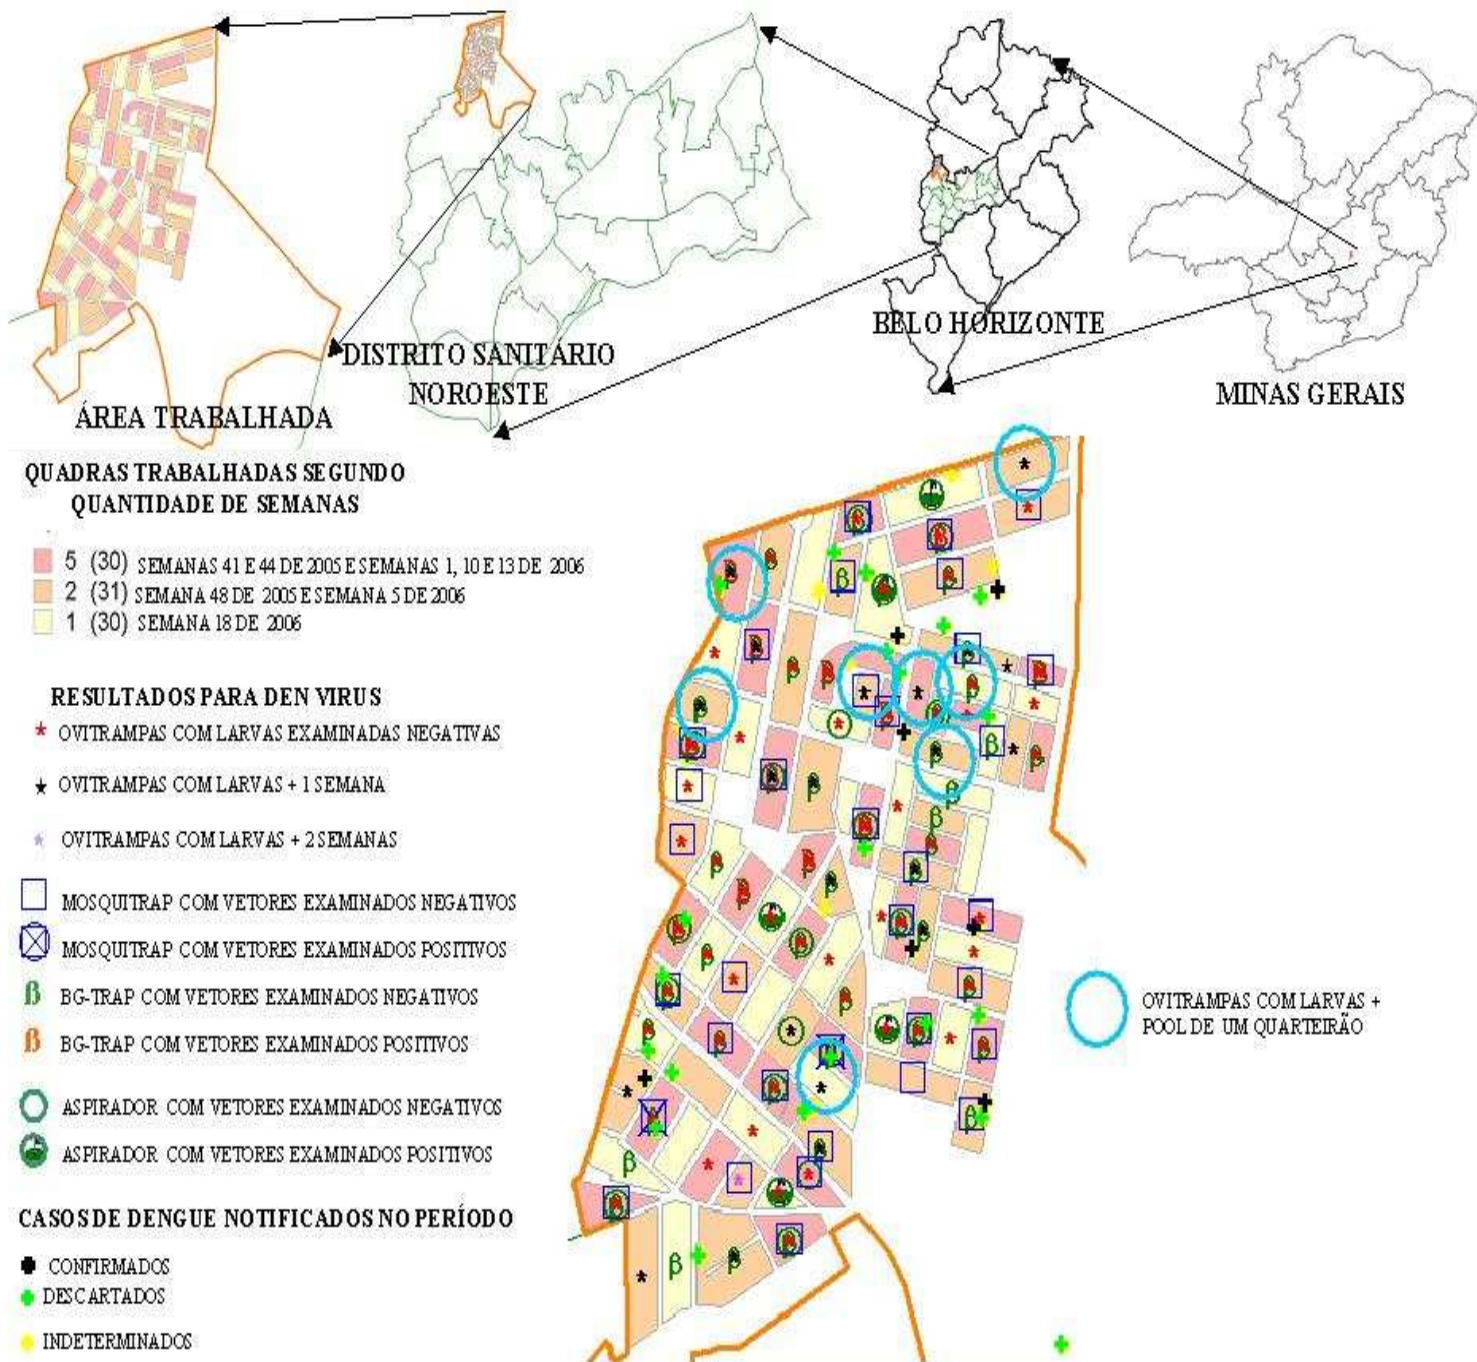 DISTRITO SANITÁRIO
NOROESTE
BELO HORIZONTE
MINAS GERAIS
ÁREA TRABALHADA
QUADRAS TRABALHADAS SEGUNDO
QUANTIDADE DE SEMANAS
5 (30) SEMANAS 41 E 44 DE 2005 E SEMANAS 1, 10 E 13 DE 2006
2 (31) SEMANA 48 DE 2005 E SEMANA 5 DE 2006
1 (30) SEMANA 18 DE 2006
RESULTADOS PARA DEN VIRUS
OVITRAMPAS COM LARVAS EXAMINADAS NEGATIVAS
OVITRAMPAS COM LARVAS + 1 SEMANA
OVITRAMPAS COM LARVAS + 2 SEMANAS
MOSQUITRAP COM VETORES EXAMINADOS NEGATIVOS
MOSQUITRAP COM VETORES EXAMINADOS POSITIVOS
ß BG-TRAP COM VETORES EXAMINADOS NEGATIVOS
ß BG-TRAP COM VETORES EXAMINADOS POSITIVOS
ASPIRADOR COM VETORES EXAMINADOS NEGATIVOS
ASPIRADOR COM VETORES EXAMINADOS POSITIVOS
CASOS DE DENGUE NOTIFICADOS NO PERÍODO
CONFIRMADOS
DESCARTADOS
INDETERMINADOS
OVITRAMPAS COM LARVAS +
POOL DE UM QUARTEIRÃO